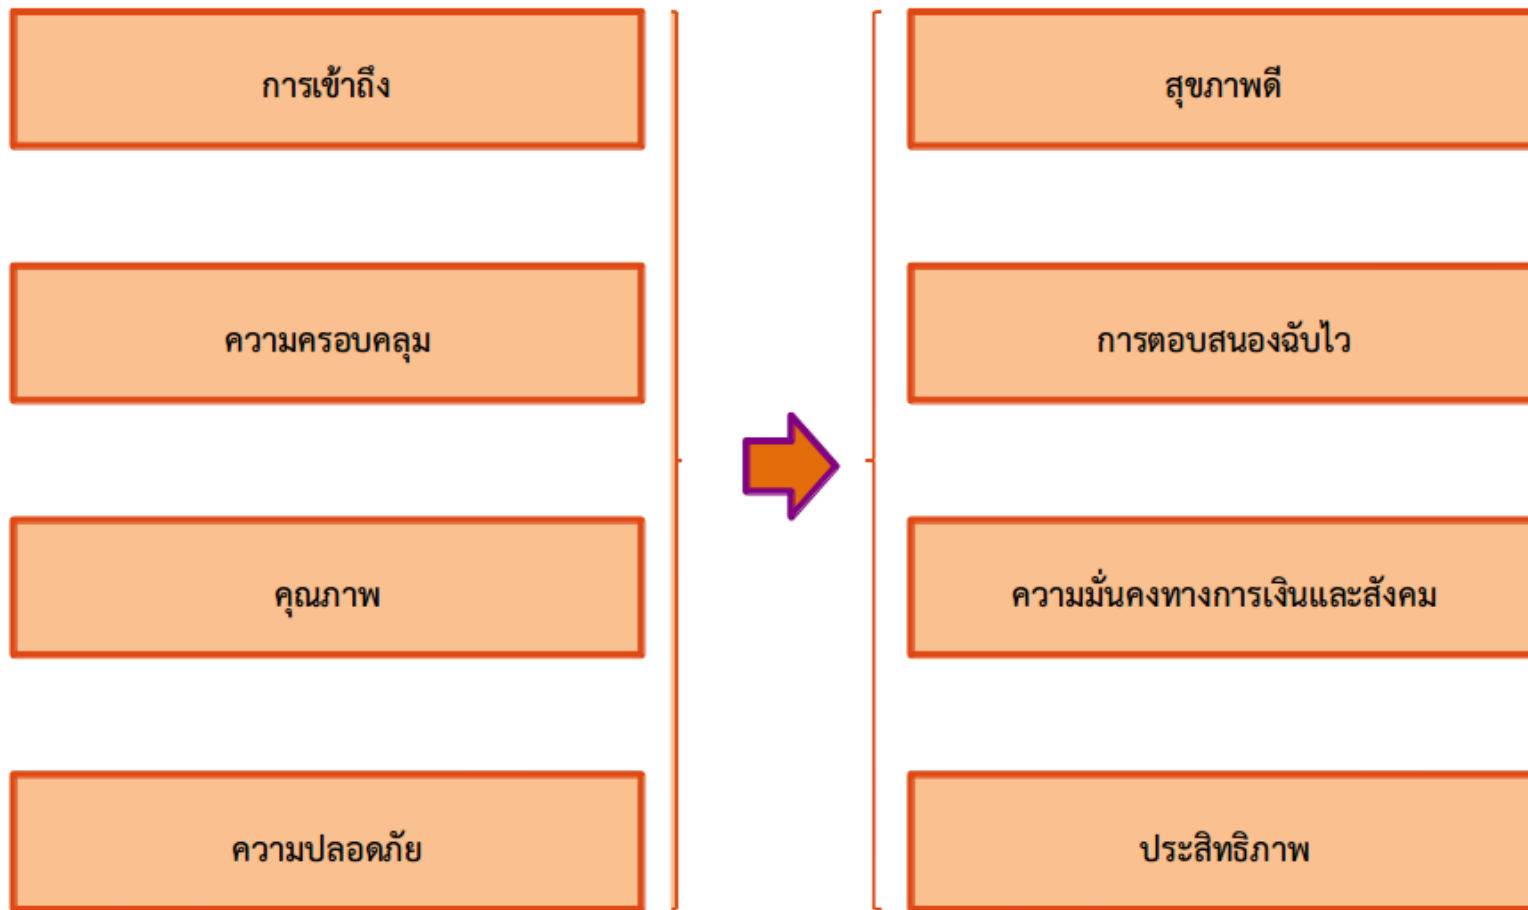 การเข้าถึง
ความครอบคลุม
คุณภาพ
ความปลอดภัย
สุขภาพดี
การตอบสนองฉับไว
ความมั่นคงทางการเงินและสังคม
ประสิทธิภาพ